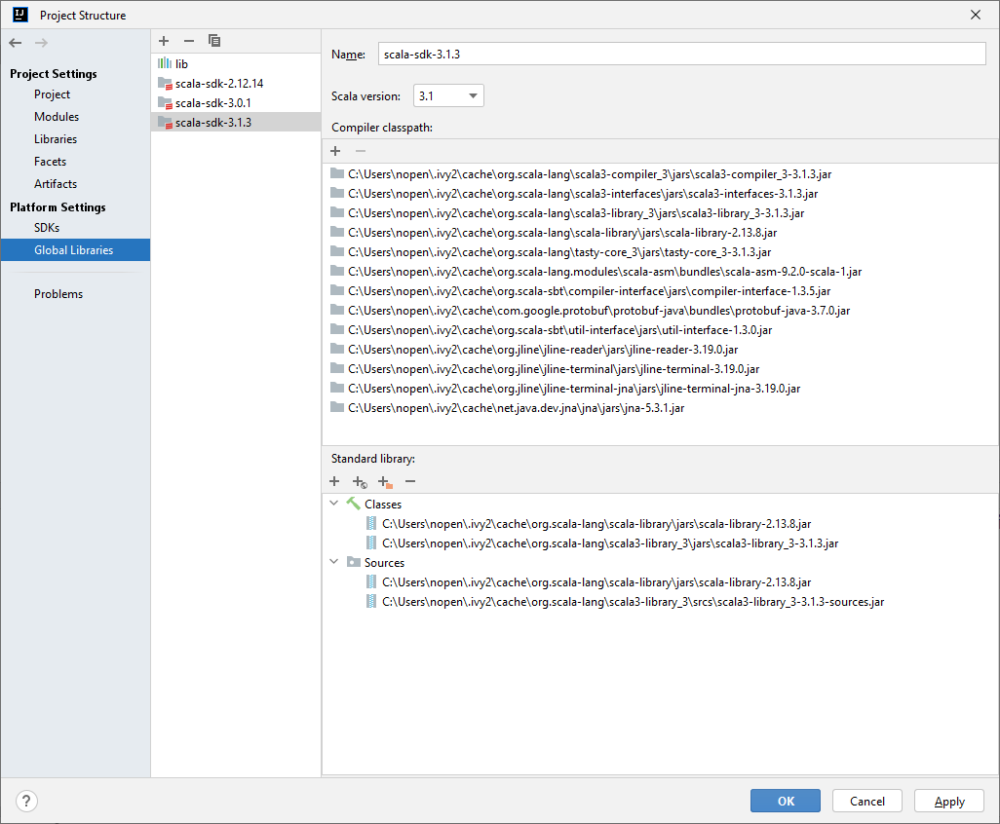 Project Structure
Project Settings
Project
Modules
Libraries
Facets
Artifacts
Platform Settings
SDKs
Global Libraries
Problems
lib
scala-sdk-2.12.14
scala-sdk-3.0.1
scala-sdk-3.1.3
Name: scala-sdk-3.1.3
Scala version: 3.1
Compiler classpath:
C:\Users\nopen\.ivy2\cache\org.scala-lang\scala3-compiler_3\jars\scala3-compiler_3-3.1.3.jar
C:\Users\nopen\.ivy2\cache\org.scala-lang\scala3-interfaces\jars\scala3-interfaces-3.1.3.jar
C:\Users\nopen\.ivy2\cache\org.scala-lang\scala3-library_3\jars\scala3-library_3-3.1.3.jar
C:\Users\nopen\.ivy2\cache\org.scala-lang\scala-library\jars\scala-library-2.13.8.jar
C:\Users\nopen\.ivy2\cache\org.scala-lang\tasty-core_3\jars\tasty-core_3-3.1.3.jar
C:\Users\nopen\.ivy2\cache\org.scala-lang.modules\scala-asm\bundles\scala-asm-9.2.0-scala-1.jar
C:\Users\nopen\.ivy2\cache\org.scala-sbt\compiler-interface\jars\compiler-interface-1.3.5.jar
C:\Users\nopen\.ivy2\cache\com.google.protobuf\protobuf-java\bundles\protobuf-java-3.7.0.jar
C:\Users\nopen\.ivy2\cache\org.scala-sbt\util-interface\jars\util-interface-1.3.0.jar
C:\Users\nopen\.ivy2\cache\org.jline\jline-reader\jars\jline-reader-3.19.0.jar
C:\Users\nopen\.ivy2\cache\org.jline\jline-terminal\jars\jline-terminal-3.19.0.jar
C:\Users\nopen\.ivy2\cache\org.jline\jline-terminal-jna\jars\jline-terminal-jna-3.19.0.jar
C:\Users\nopen\.ivy2\cache\net.java.dev.jna\jna\jars\jna-5.3.1.jar
Standard library:
Classes
C:\Users\nopen\.ivy2\cache\org.scala-lang\scala-library\jars\scala-library-2.13.8.jar
C:\Users\nopen\.ivy2\cache\org.scala-lang\scala3-library_3\jars\scala3-library_3-3.1.3.jar
Sources
C:\Users\nopen\.ivy2\cache\org.scala-lang\scala-library\jars\scala-library-2.13.8.jar
C:\Users\nopen\.ivy2\cache\org.scala-lang\scala3-library_3\srcs\scala3-library_3-3.1.3-sources.jar
? OK Cancel Apply